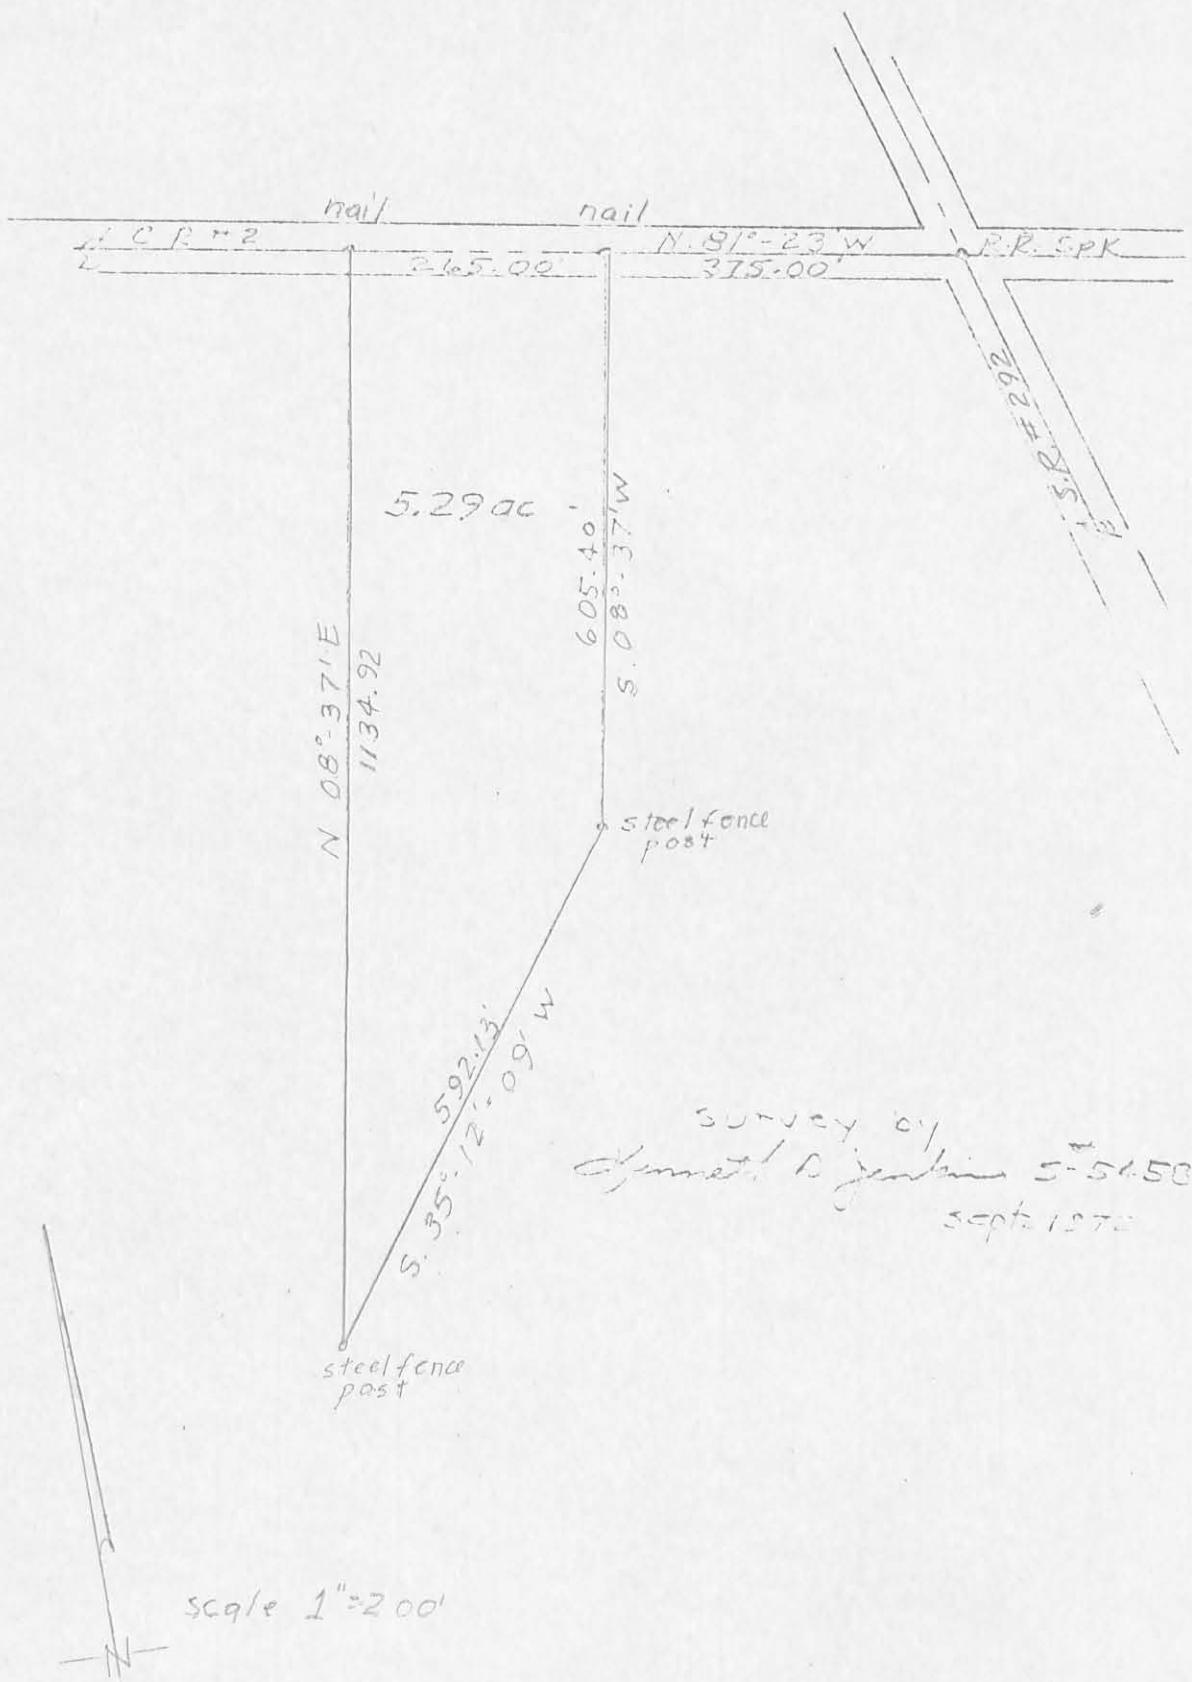 nail
nail
C R # 2
265.00'
N. 81°-23'W
375.00'
R.R. Spk
S.R. # 292
5.29 ac
605.40'
S. 08°-37'W
N 08°-37' E
1134.92
steel fence
post
592.13'
S. 35°-12'-09' W
survey by
Sept.
steel fence
post
scale 1"=200'
N